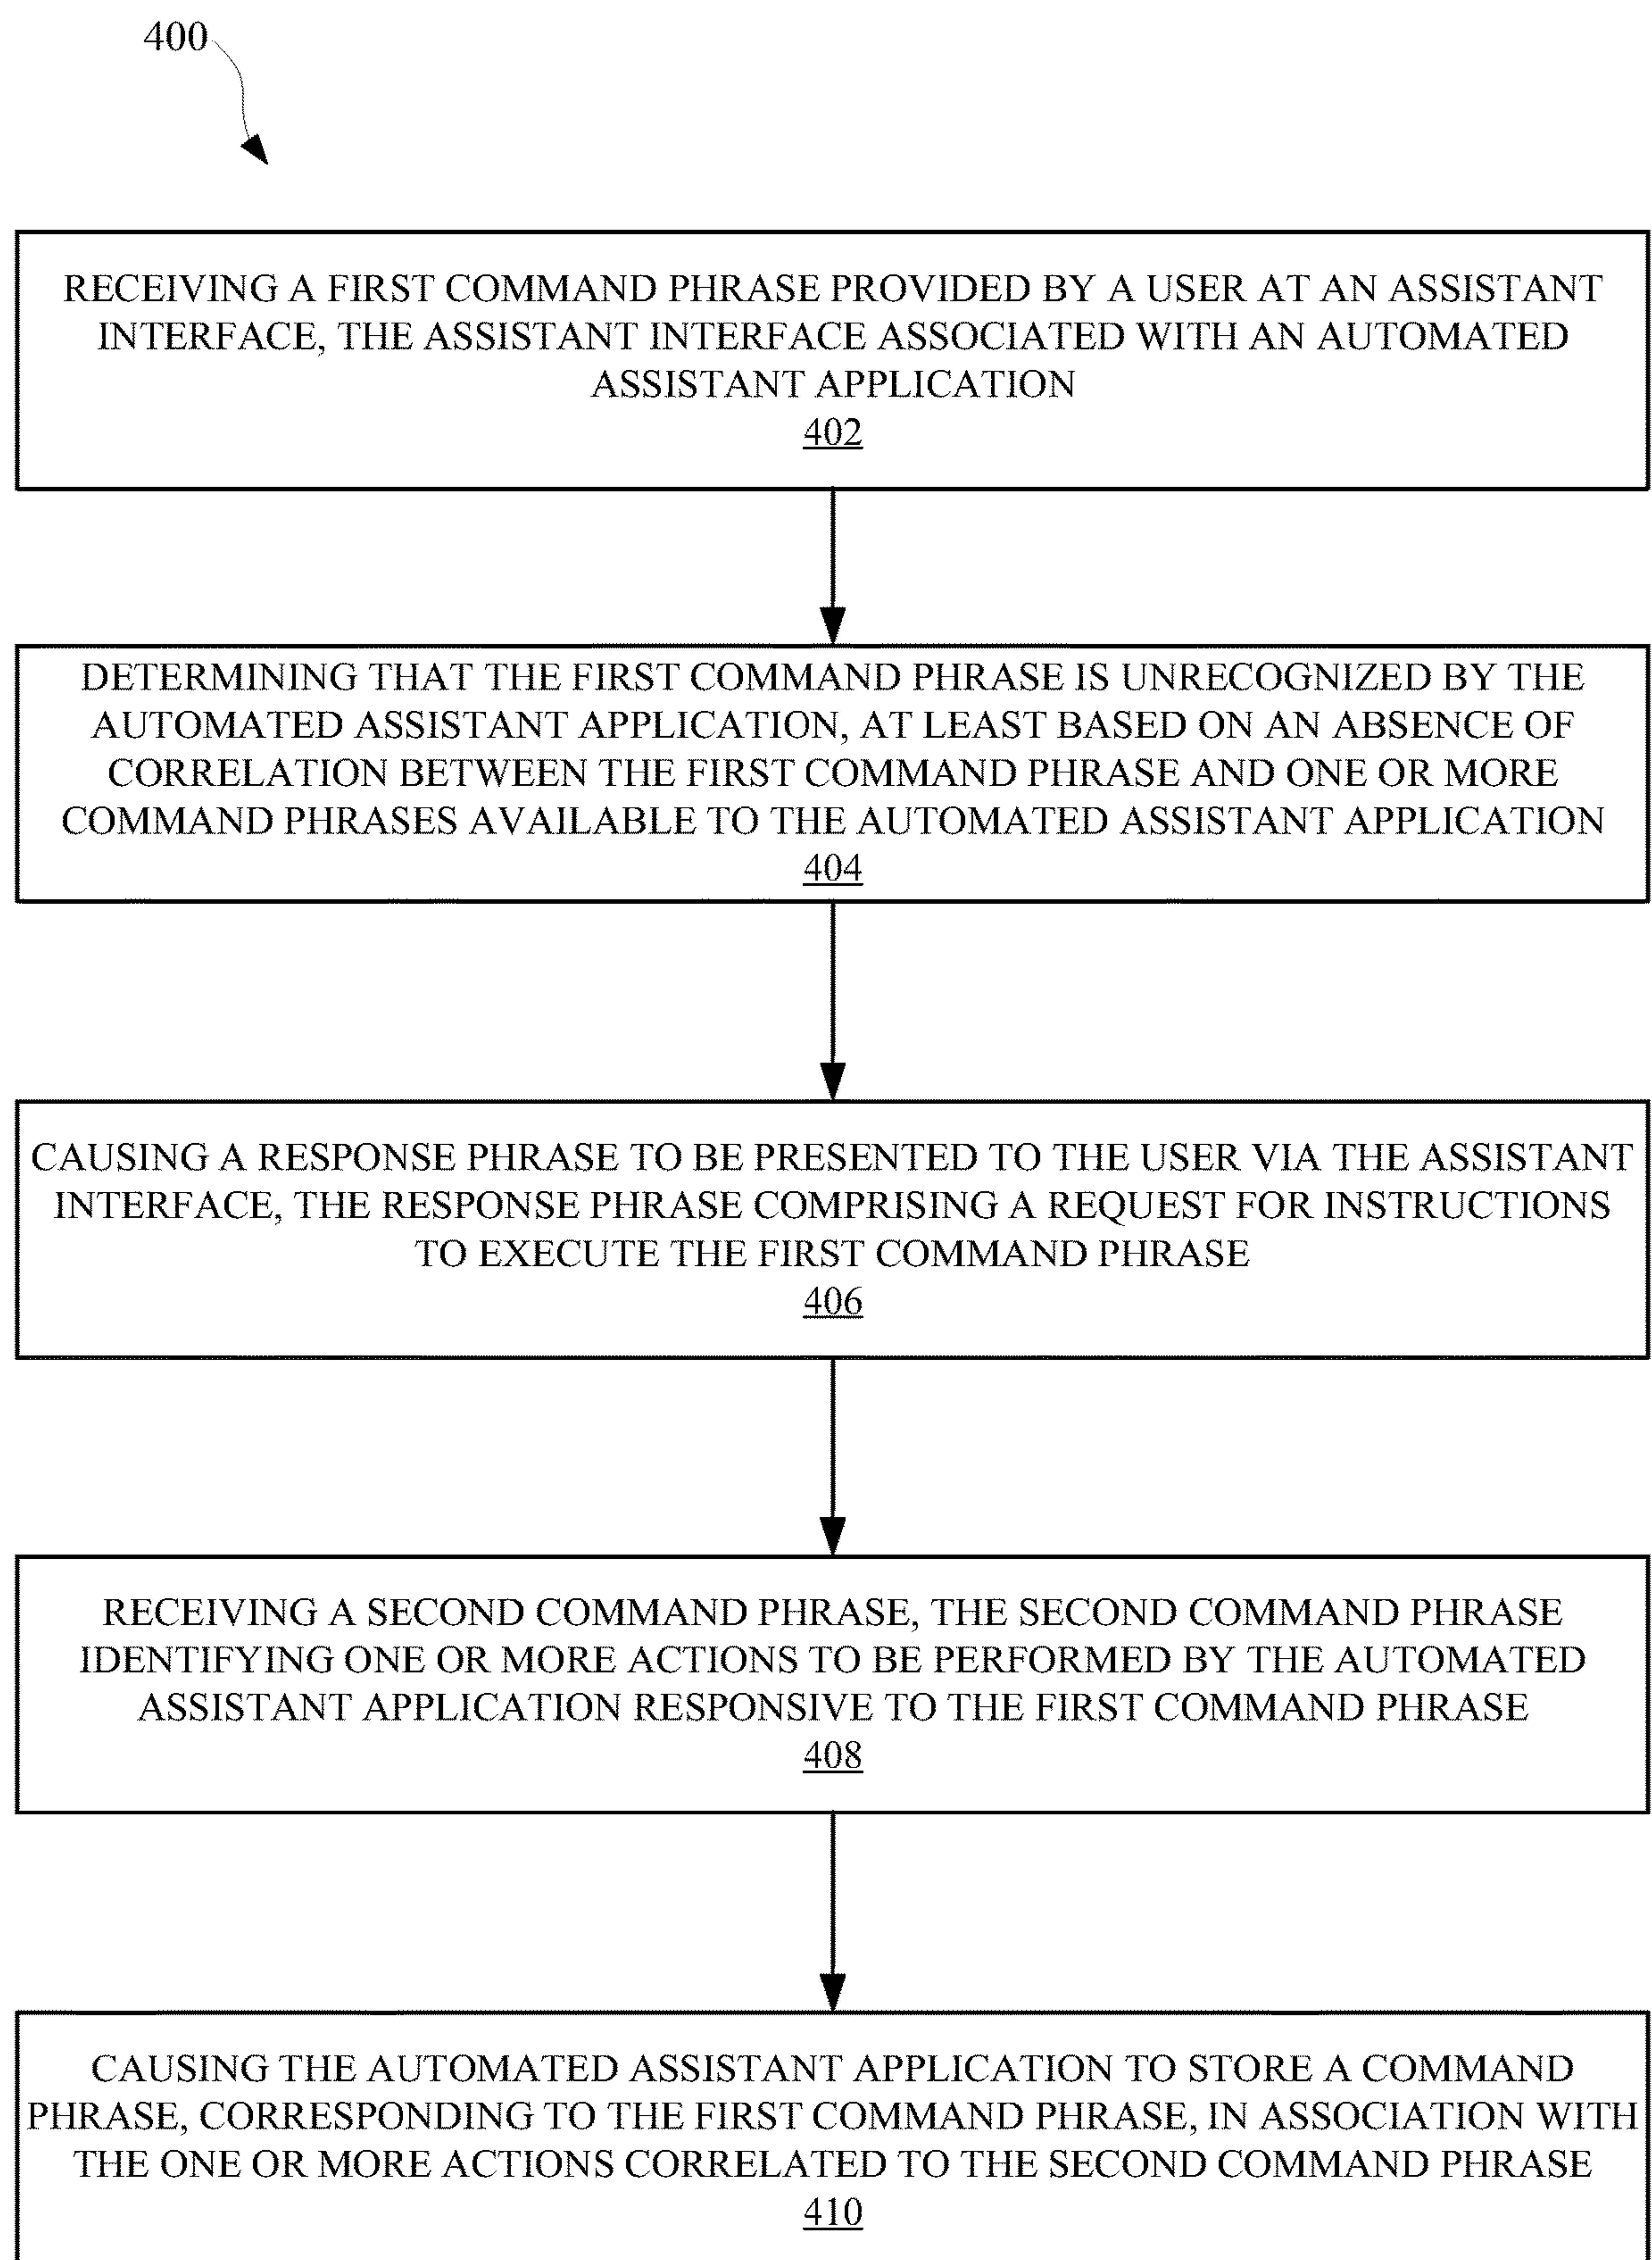 400
RECEIVING A FIRST COMMAND PHRASE PROVIDED BY A USER AT AN ASSISTANT
INTERFACE, THE ASSISTANT INTERFACE ASSOCIATED WITH AN AUTOMATED
ASSISTANT APPLICATION
402
DETERMINING THAT THE FIRST COMMAND PHRASE IS UNRECOGNIZED BY THE
AUTOMATED ASSISTANT APPLICATION, AT LEAST BASED ON AN ABSENCE OF
CORRELATION BETWEEN THE FIRST COMMAND PHRASE AND ONE OR MORE
COMMAND PHRASES AVAILABLE TO THE AUTOMATED ASSISTANT APPLICATION
404
CAUSING A RESPONSE PHRASE TO BE PRESENTED TO THE USER VIA THE ASSISTANT
INTERFACE, THE RESPONSE PHRASE COMPRISING A REQUEST FOR INSTRUCTIONS
TO EXECUTE THE FIRST COMMAND PHRASE
406
RECEIVING A SECOND COMMAND PHRASE, THE SECOND COMMAND PHRASE
IDENTIFYING ONE OR MORE ACTIONS TO BE PERFORMED BY THE AUTOMATED
ASSISTANT APPLICATION RESPONSIVE TO THE FIRST COMMAND PHRASE
408
CAUSING THE AUTOMATED ASSISTANT APPLICATION TO STORE A COMMAND
PHRASE, CORRESPONDING TO THE FIRST COMMAND PHRASE, IN ASSOCIATION WITH
THE ONE OR MORE ACTIONS CORRELATED TO THE SECOND COMMAND PHRASE
410